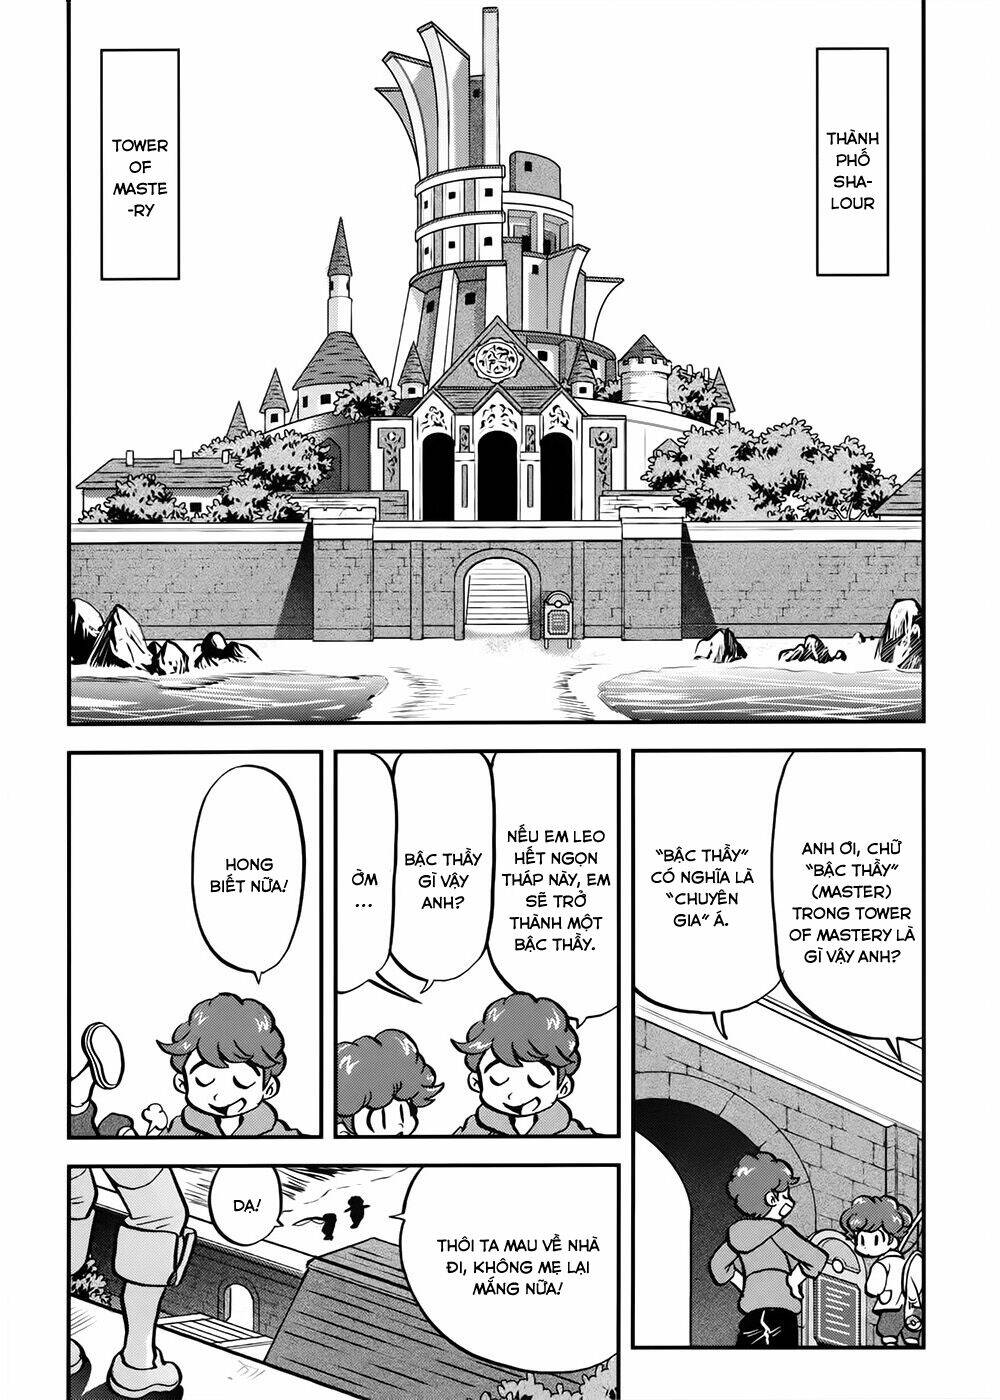 THÀNH
PHỐ
SHA-
LOUR
TOWER
OF
MASTE
-RY
ANH ƠI, CHỮ
"BẬC THẦY"
(MASTER)
TRONG TOWER
OF MASTERY LÀ
GÌ VẬY ANH?
"BẬC THẦY"
CÓ NGHĨA LÀ
"CHUYÊN
GIA" Á.
NẾU EM LEO
HẾT NGỌN
THÁP NÀY, EM
SẼ TRỞ
THÀNH MỘT
BẬC THẦY.
BẬC THẦY
GÌ VẬY
ANH?
ỜM
...
HONG
BIẾT NỮA!
THÔI TA MAU VỀ NHÀ
ĐI, KHÔNG MẸ LẠI
MẮNG NỮA!
DẠ!